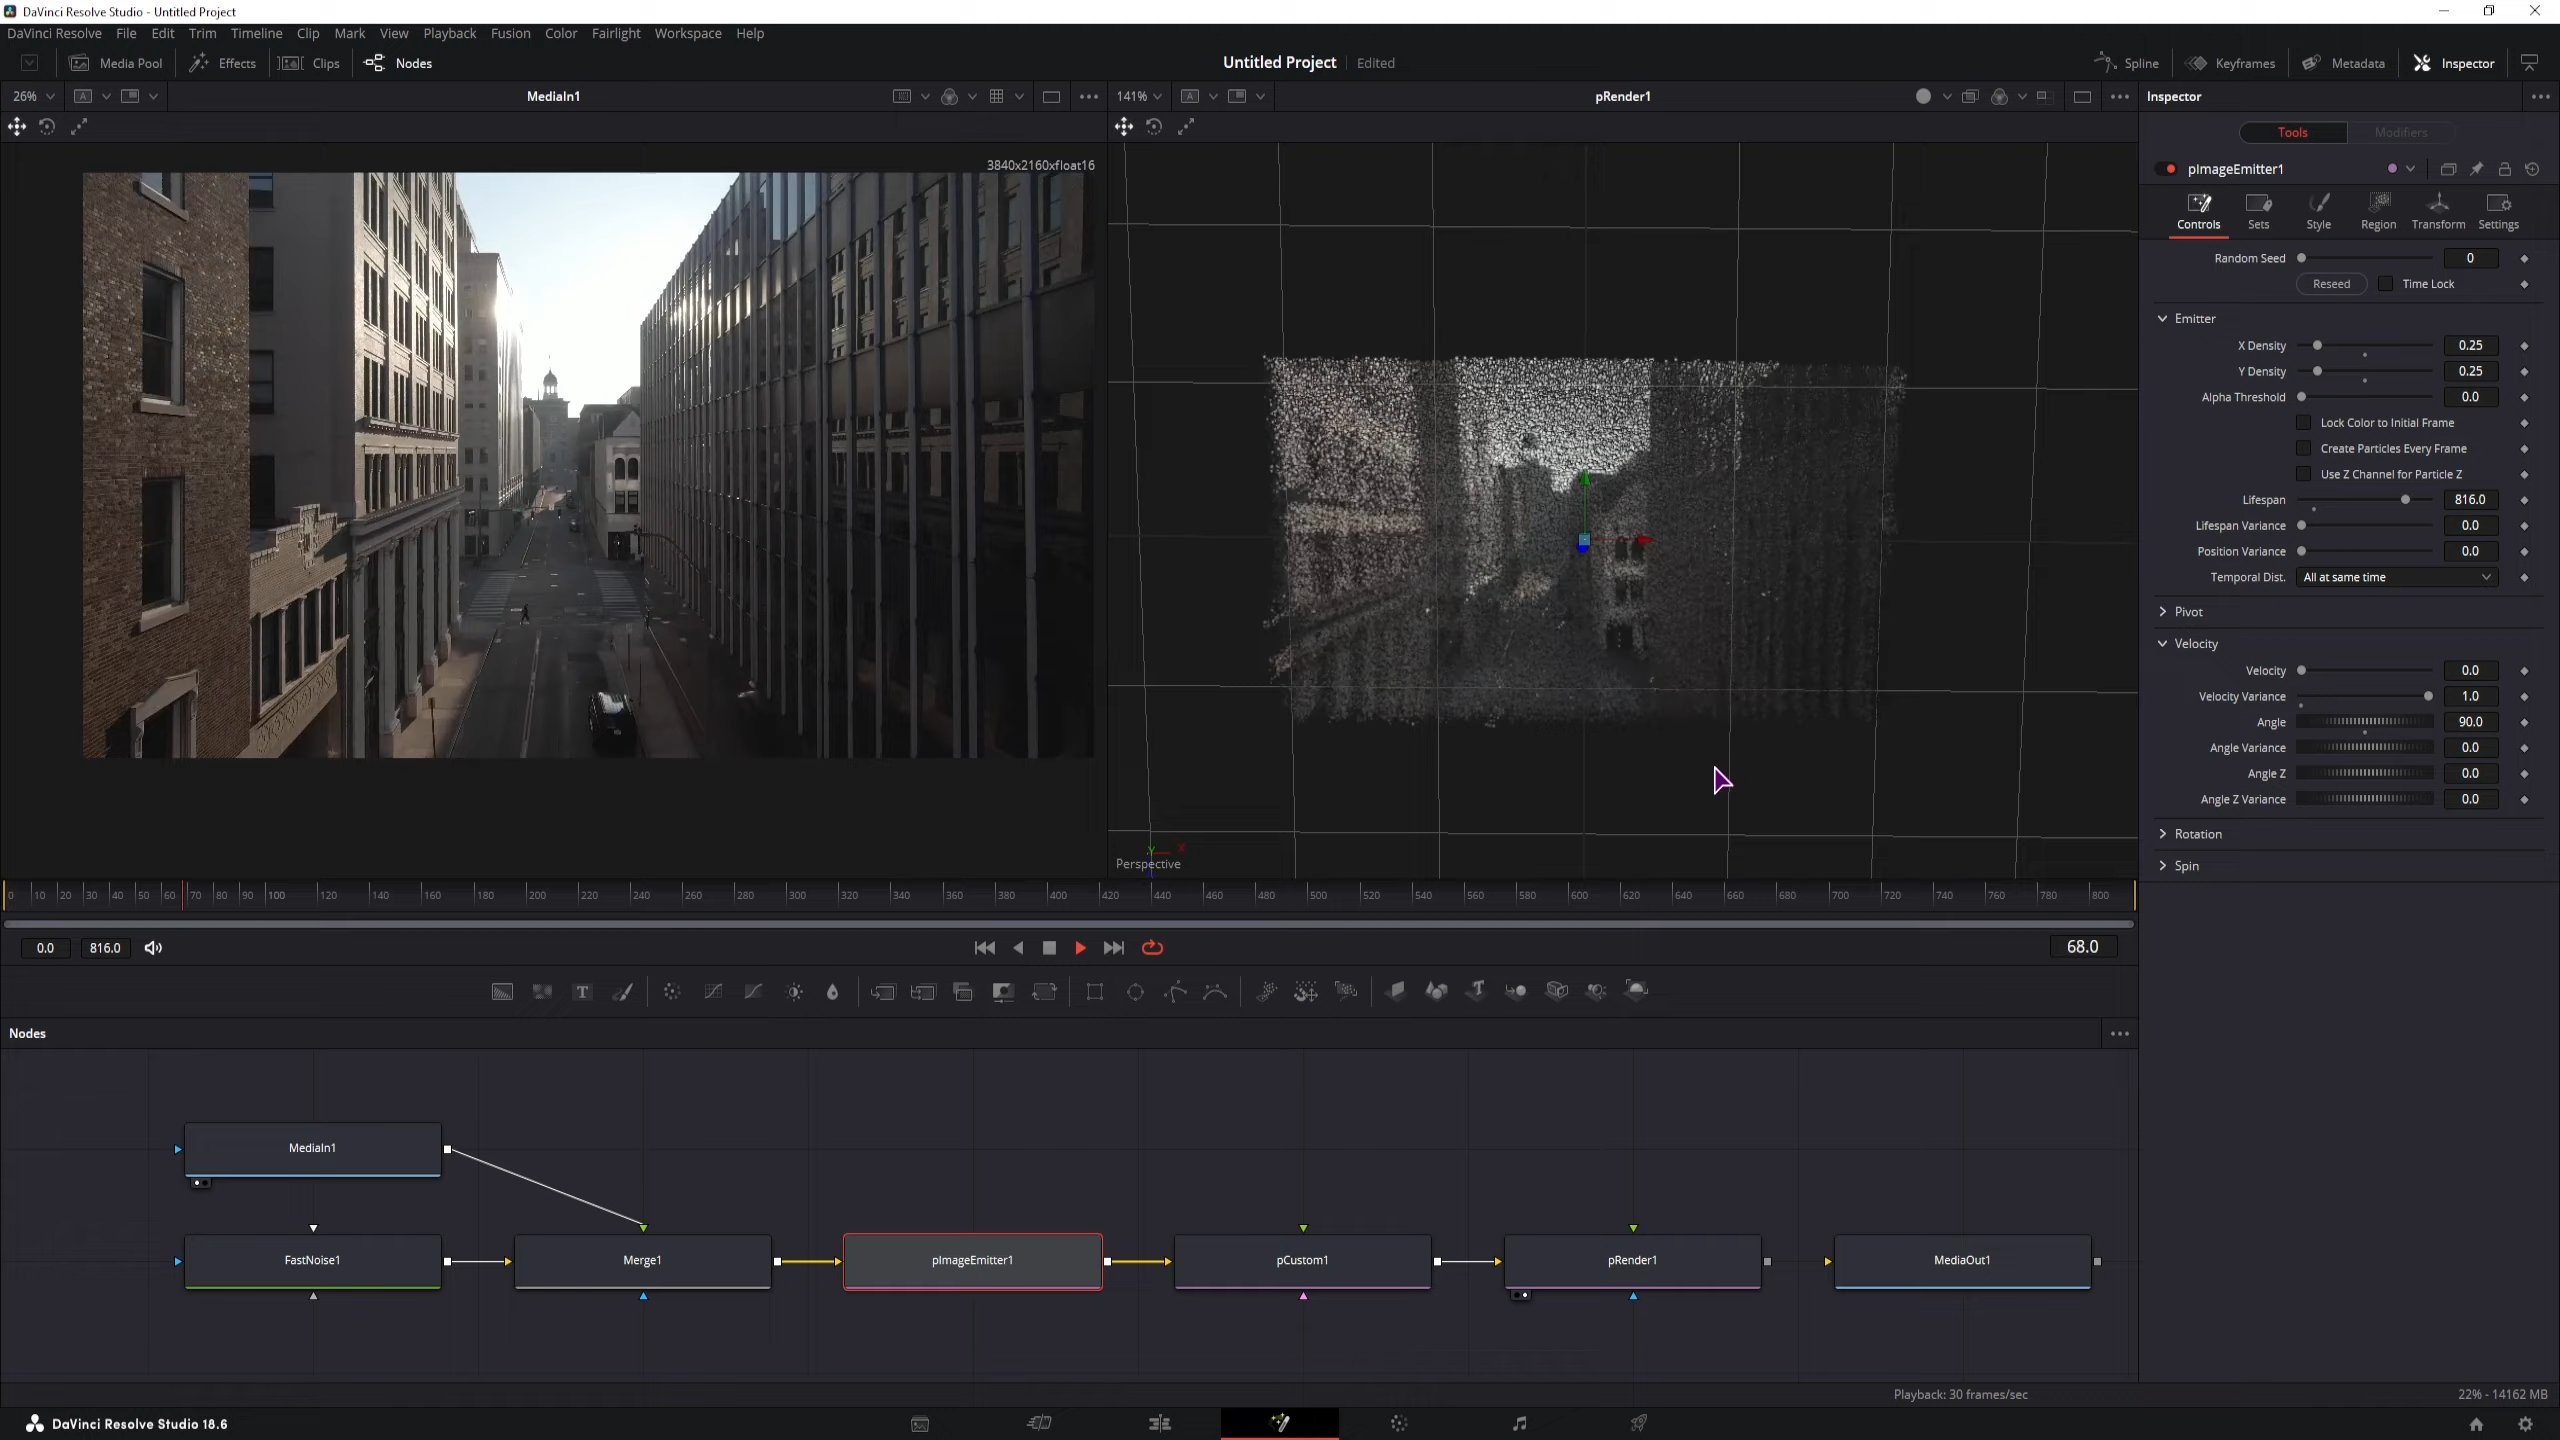 DaVinci Resolve Studio - Untitled Project
DaVinci Resolve File Edit Trim Timeline Clip Mark View Playback Fusion Color Fairlight Workspace Help
Media Pool Effects Clips Nodes Untitled Project Edited Spline Keyframes Metadata Inspector
26% A MediaIn1 141% A pRender1 Inspector
Tools Modifiers
3840x2160xfloat16
pImageEmitter1
Controls Sets Style Region Transform Settings
Random Seed 0
Reseed Time Lock
Emitter
X Density 0.25
Y Density 0.25
Alpha Threshold 0.0
Lock Color to Initial Frame
Create Particles Every Frame
Use Z Channel for Particle Z
Lifespan 816.0
Lifespan Variance 0.0
Position Variance 0.0
Temporal Dist. All at same time
Pivot
Velocity
Velocity 0.0
Velocity Variance 1.0
Angle 90.0
Angle Variance 0.0
Angle Z 0.0
Angle Z Variance 0.0
Rotation
Spin
Y X
Perspective
0 10 20 30 40 50 60 70 80 90 100 120 140 160 180 200 220 240 260 280 300 320 340 360 380 400 420 440 460 480 500 520 540 560 580 600 620 640 660 680 700 720 740 760 780 800
0.0 816.0 68.0
T T
Nodes
MediaIn1
FastNoise1 Merge1 pImageEmitter1 pCustom1 pRender1 MediaOut1
Playback: 30 frames/sec 22% - 14162 MB
DaVinci Resolve Studio 18.6